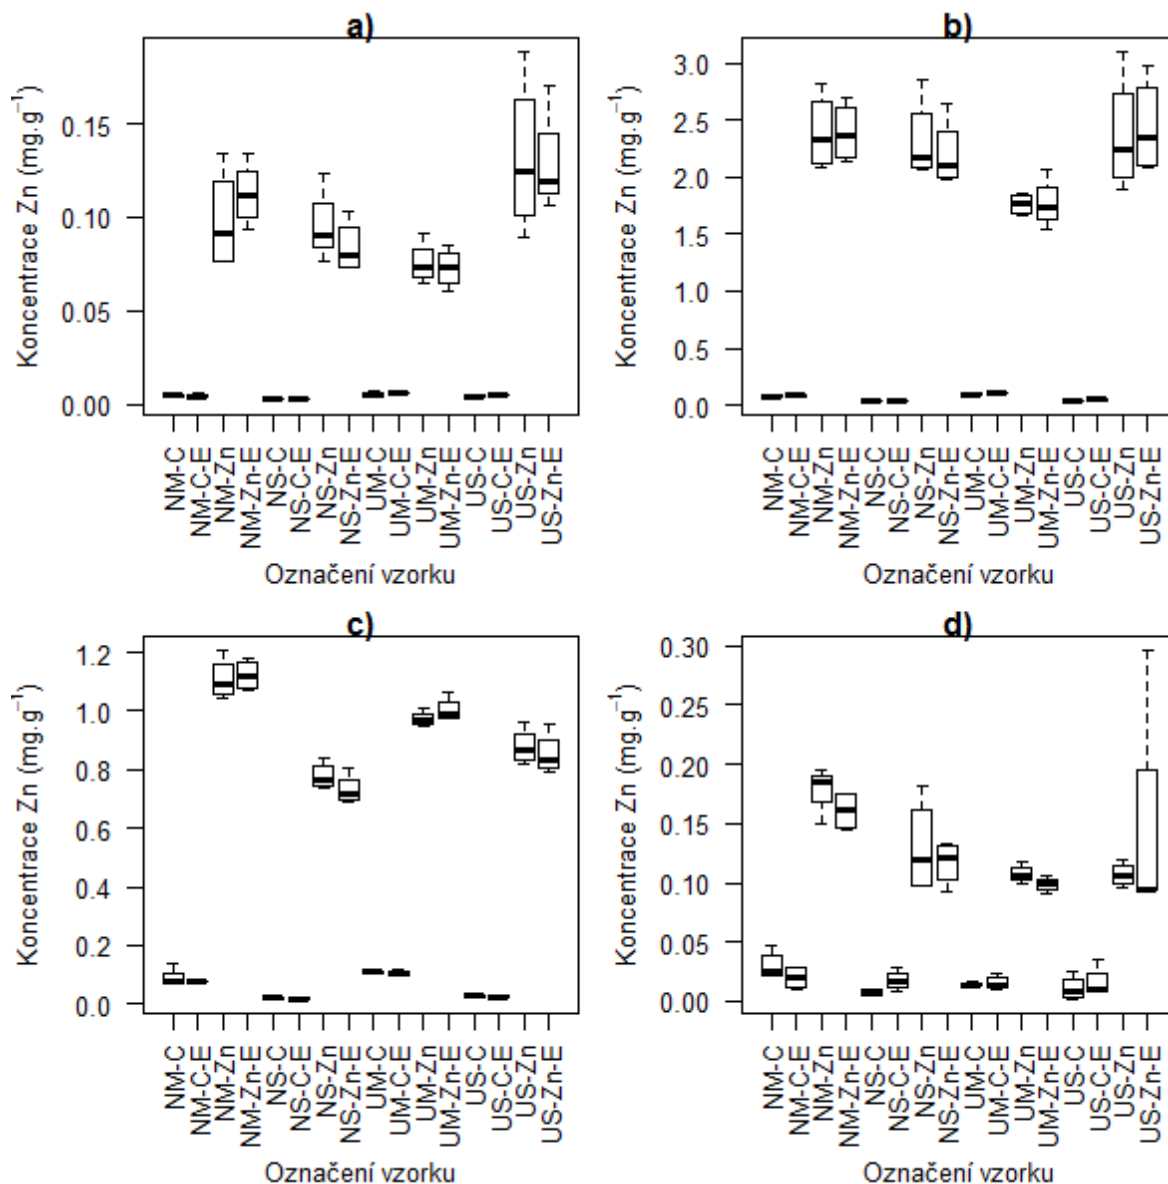 a)
Koncentrace Zn (mg.g⁻¹)
0.15
0.10
0.05
0.00
NM-C
NM-C-E
NM-Zn
NM-Zn-E
NS-C
NS-C-E
NS-Zn
NS-Zn-E
UM-C
UM-C-E
UM-Zn
UM-Zn-E
US-C
US-C-E
US-Zn
US-Zn-E
Označení vzorku
b)
Koncentrace Zn (mg.g⁻¹)
3.0
2.5
2.0
1.5
1.0
0.5
0.0
NM-C
NM-C-E
NM-Zn
NM-Zn-E
NS-C
NS-C-E
NS-Zn
NS-Zn-E
UM-C
UM-C-E
UM-Zn
UM-Zn-E
US-C
US-C-E
US-Zn
US-Zn-E
Označení vzorku
c)
Koncentrace Zn (mg.g⁻¹)
1.2
1.0
0.8
0.6
0.4
0.2
0.0
NM-C
NM-C-E
NM-Zn
NM-Zn-E
NS-C
NS-C-E
NS-Zn
NS-Zn-E
UM-C
UM-C-E
UM-Zn
UM-Zn-E
US-C
US-C-E
US-Zn
US-Zn-E
Označení vzorku
d)
Koncentrace Zn (mg.g⁻¹)
0.30
0.25
0.20
0.15
0.10
0.05
0.00
NM-C
NM-C-E
NM-Zn
NM-Zn-E
NS-C
NS-C-E
NS-Zn
NS-Zn-E
UM-C
UM-C-E
UM-Zn
UM-Zn-E
US-C
US-C-E
US-Zn
US-Zn-E
Označení vzorku